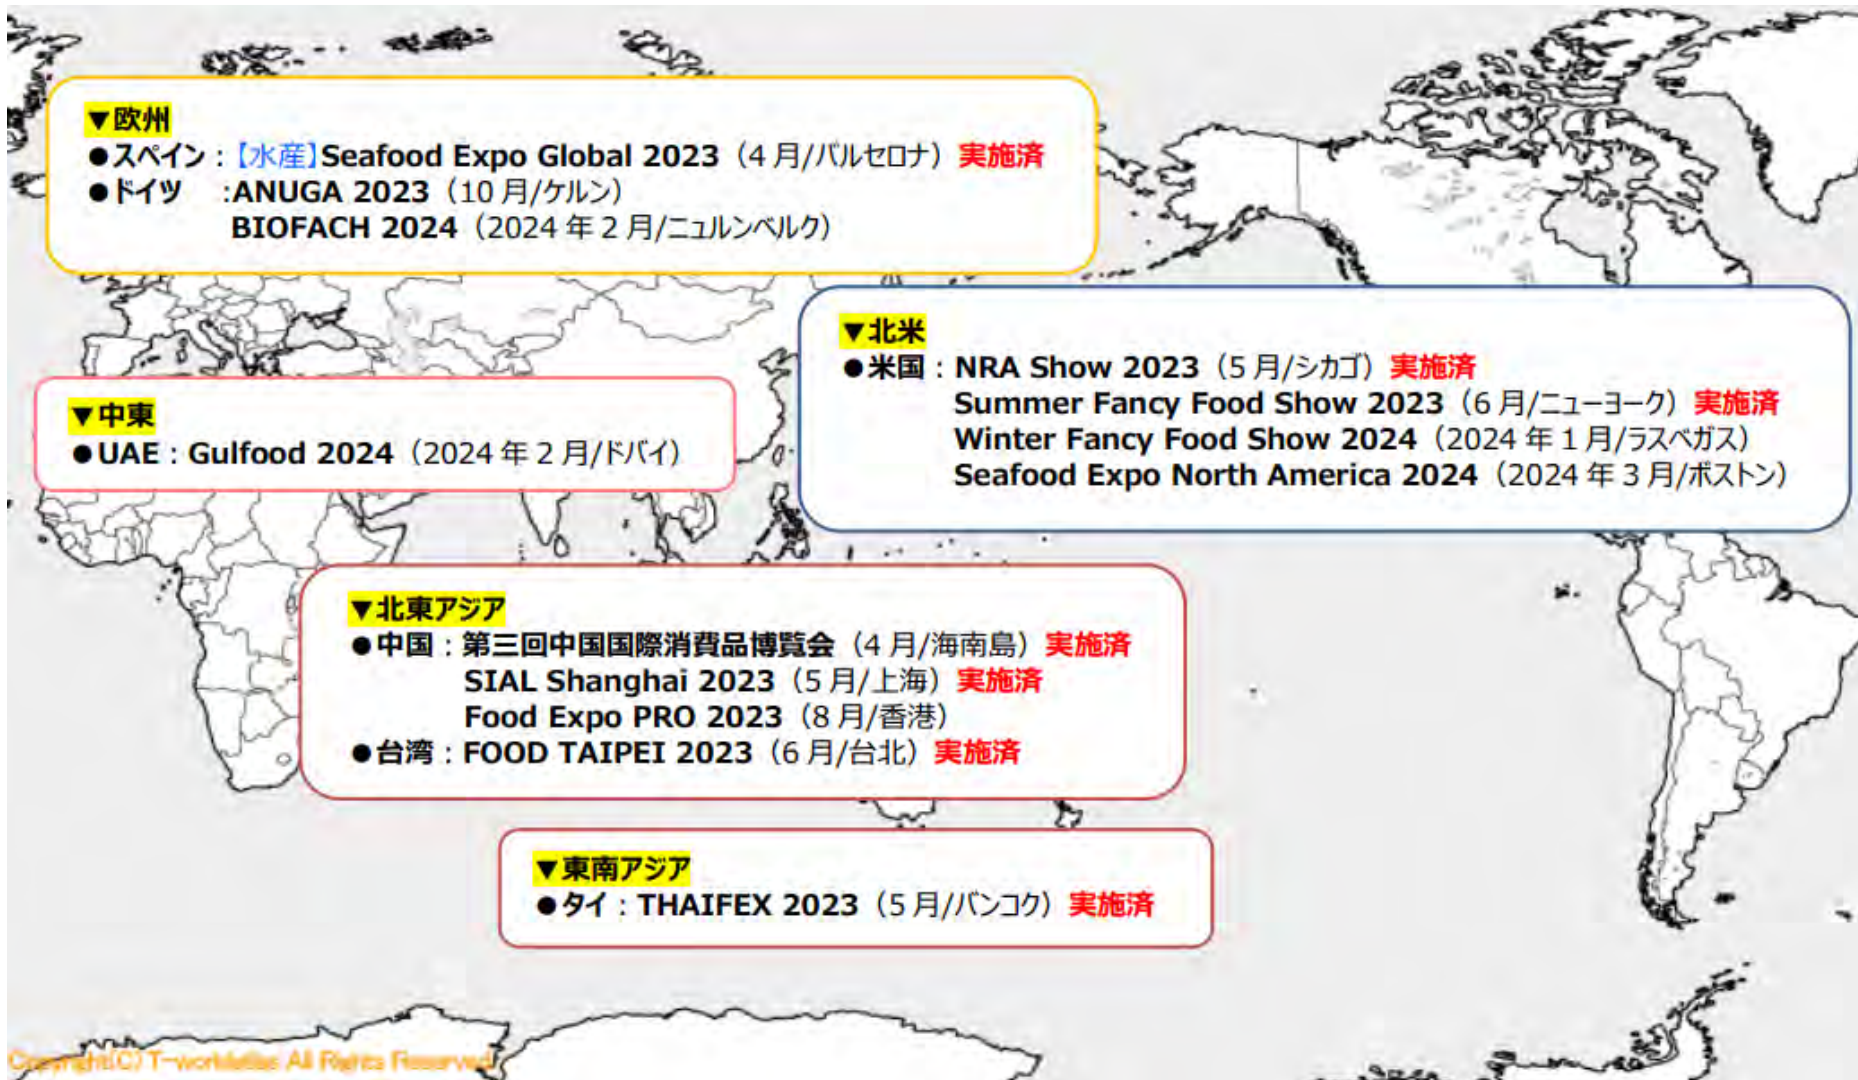 ▼欧州
●スペイン：【水産】Seafood Expo Global 2023（4月/バルセロナ）実施済
●ドイツ　：ANUGA 2023（10月/ケルン）
BIOFACH 2024（2024年2月/ニュルンベルク）
▼北米
●米国：NRA Show 2023（5月/シカゴ）実施済
Summer Fancy Food Show 2023（6月/ニューヨーク）実施済
Winter Fancy Food Show 2024（2024年1月/ラスベガス）
Seafood Expo North America 2024（2024年3月/ボストン）
▼中東
●UAE：Gulfood 2024（2024年2月/ドバイ）
▼北東アジア
●中国：第三回中国国際消費品博覧会（4月/海南島）実施済
SIAL Shanghai 2023（5月/上海）実施済
Food Expo PRO 2023（8月/香港）
●台湾：FOOD TAIPEI 2023（6月/台北）実施済
▼東南アジア
●タイ：THAIFEX 2023（5月/バンコク）実施済
Copyright(C) T-worldatlas All Rights Reserved